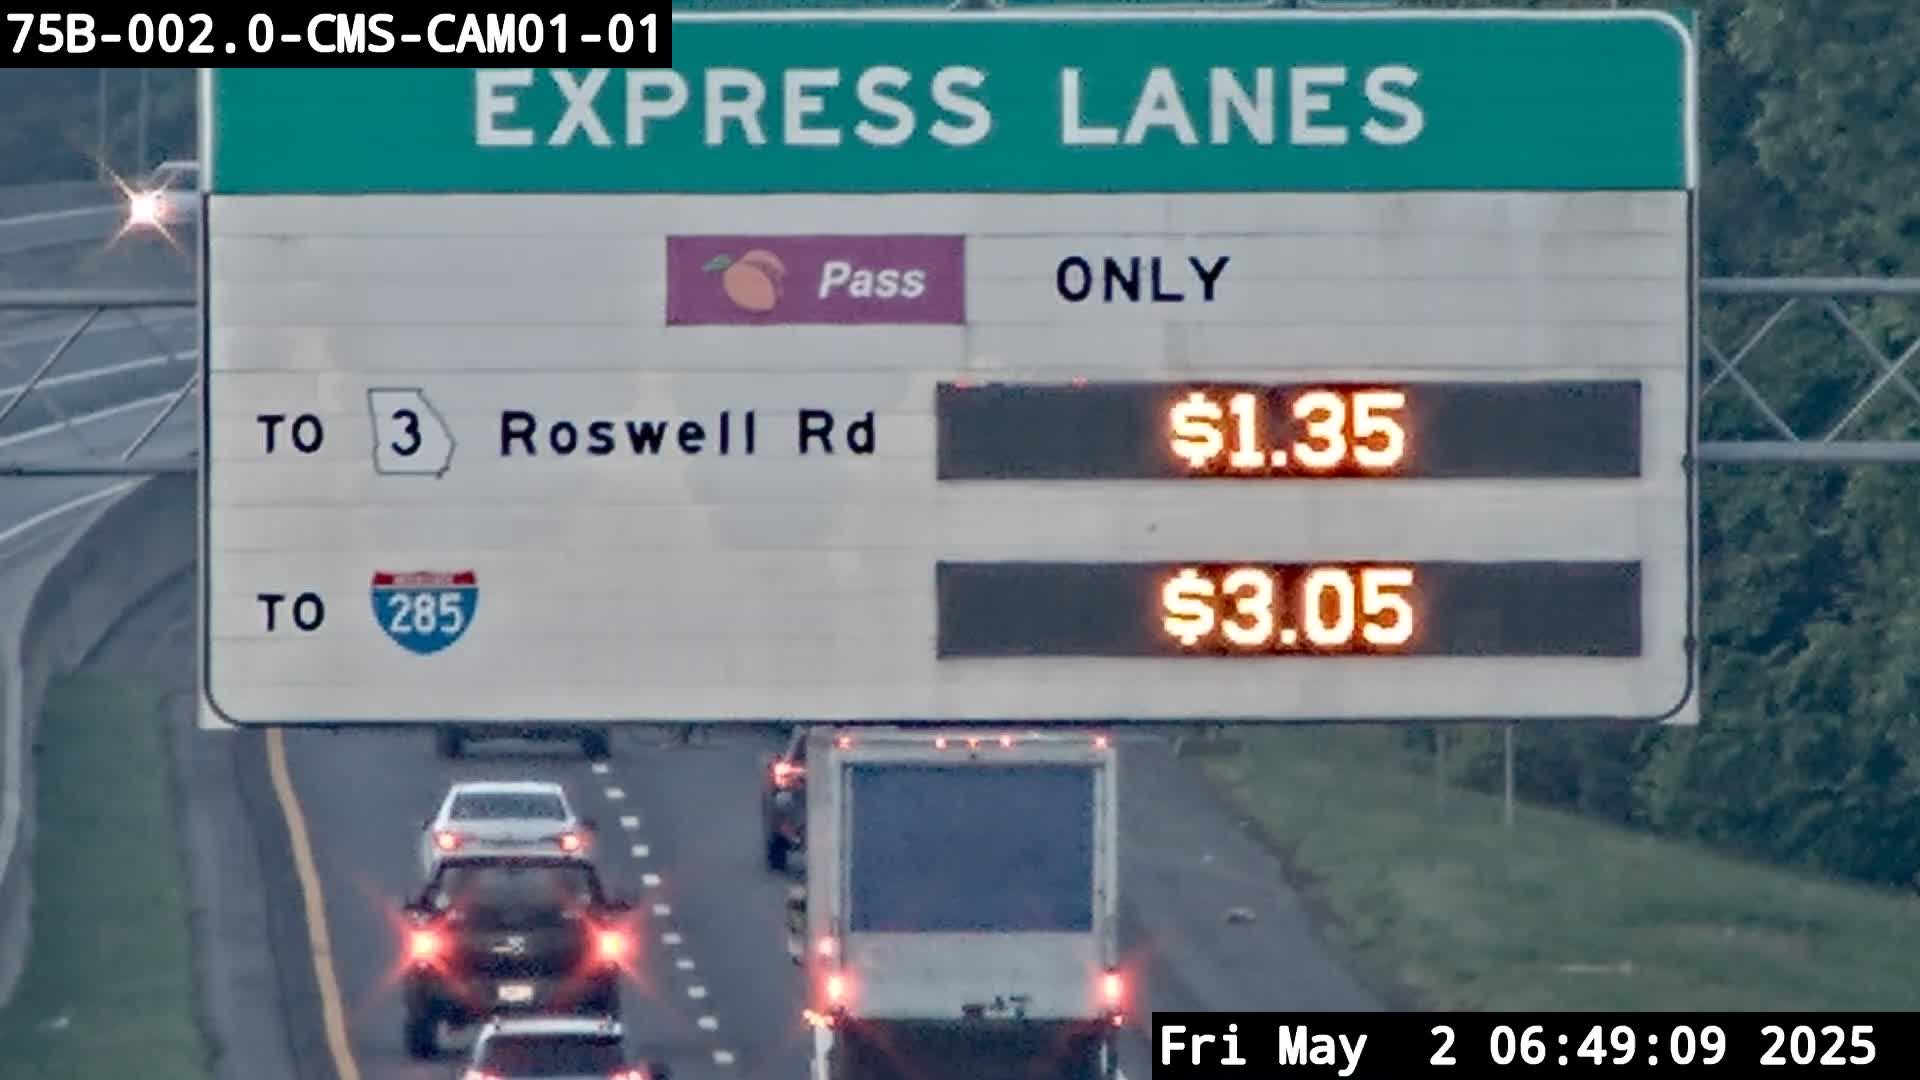 75B-002.0-CMS-CAM01-01
EXPRESS LANES
Pass ONLY
TO 3 Roswell Rd $1.35
TO 285 $3.05
Fri May 2 06:49:09 2025